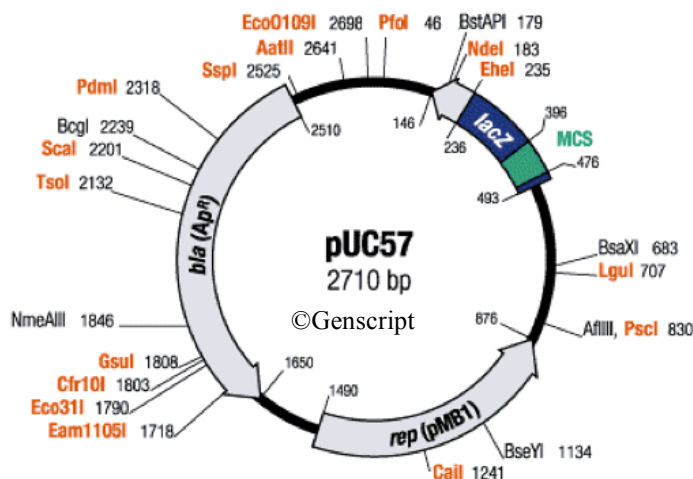 Eco0109I 2698
PfoI 46
BstAPI 179
AatII 2641
NdeI 183
SspI 2525
EheI 235
PdmI 2318
BcgI 2239
ScaI 2201
TsoI 2132
2510
146
236
lacZ
396
MCS
476
493
bla (ApR)
pUC57
2710 bp
©Genscript
BsaXI 683
LguI 707
NmeAIII 1846
AflIII, PscI 830
876
GsuI 1808
Cfr10I 1803
Eco31I 1790
Eam1105I 1718
1650
1490
rep (pMB1)
BseYI 1134
CaiI 1241